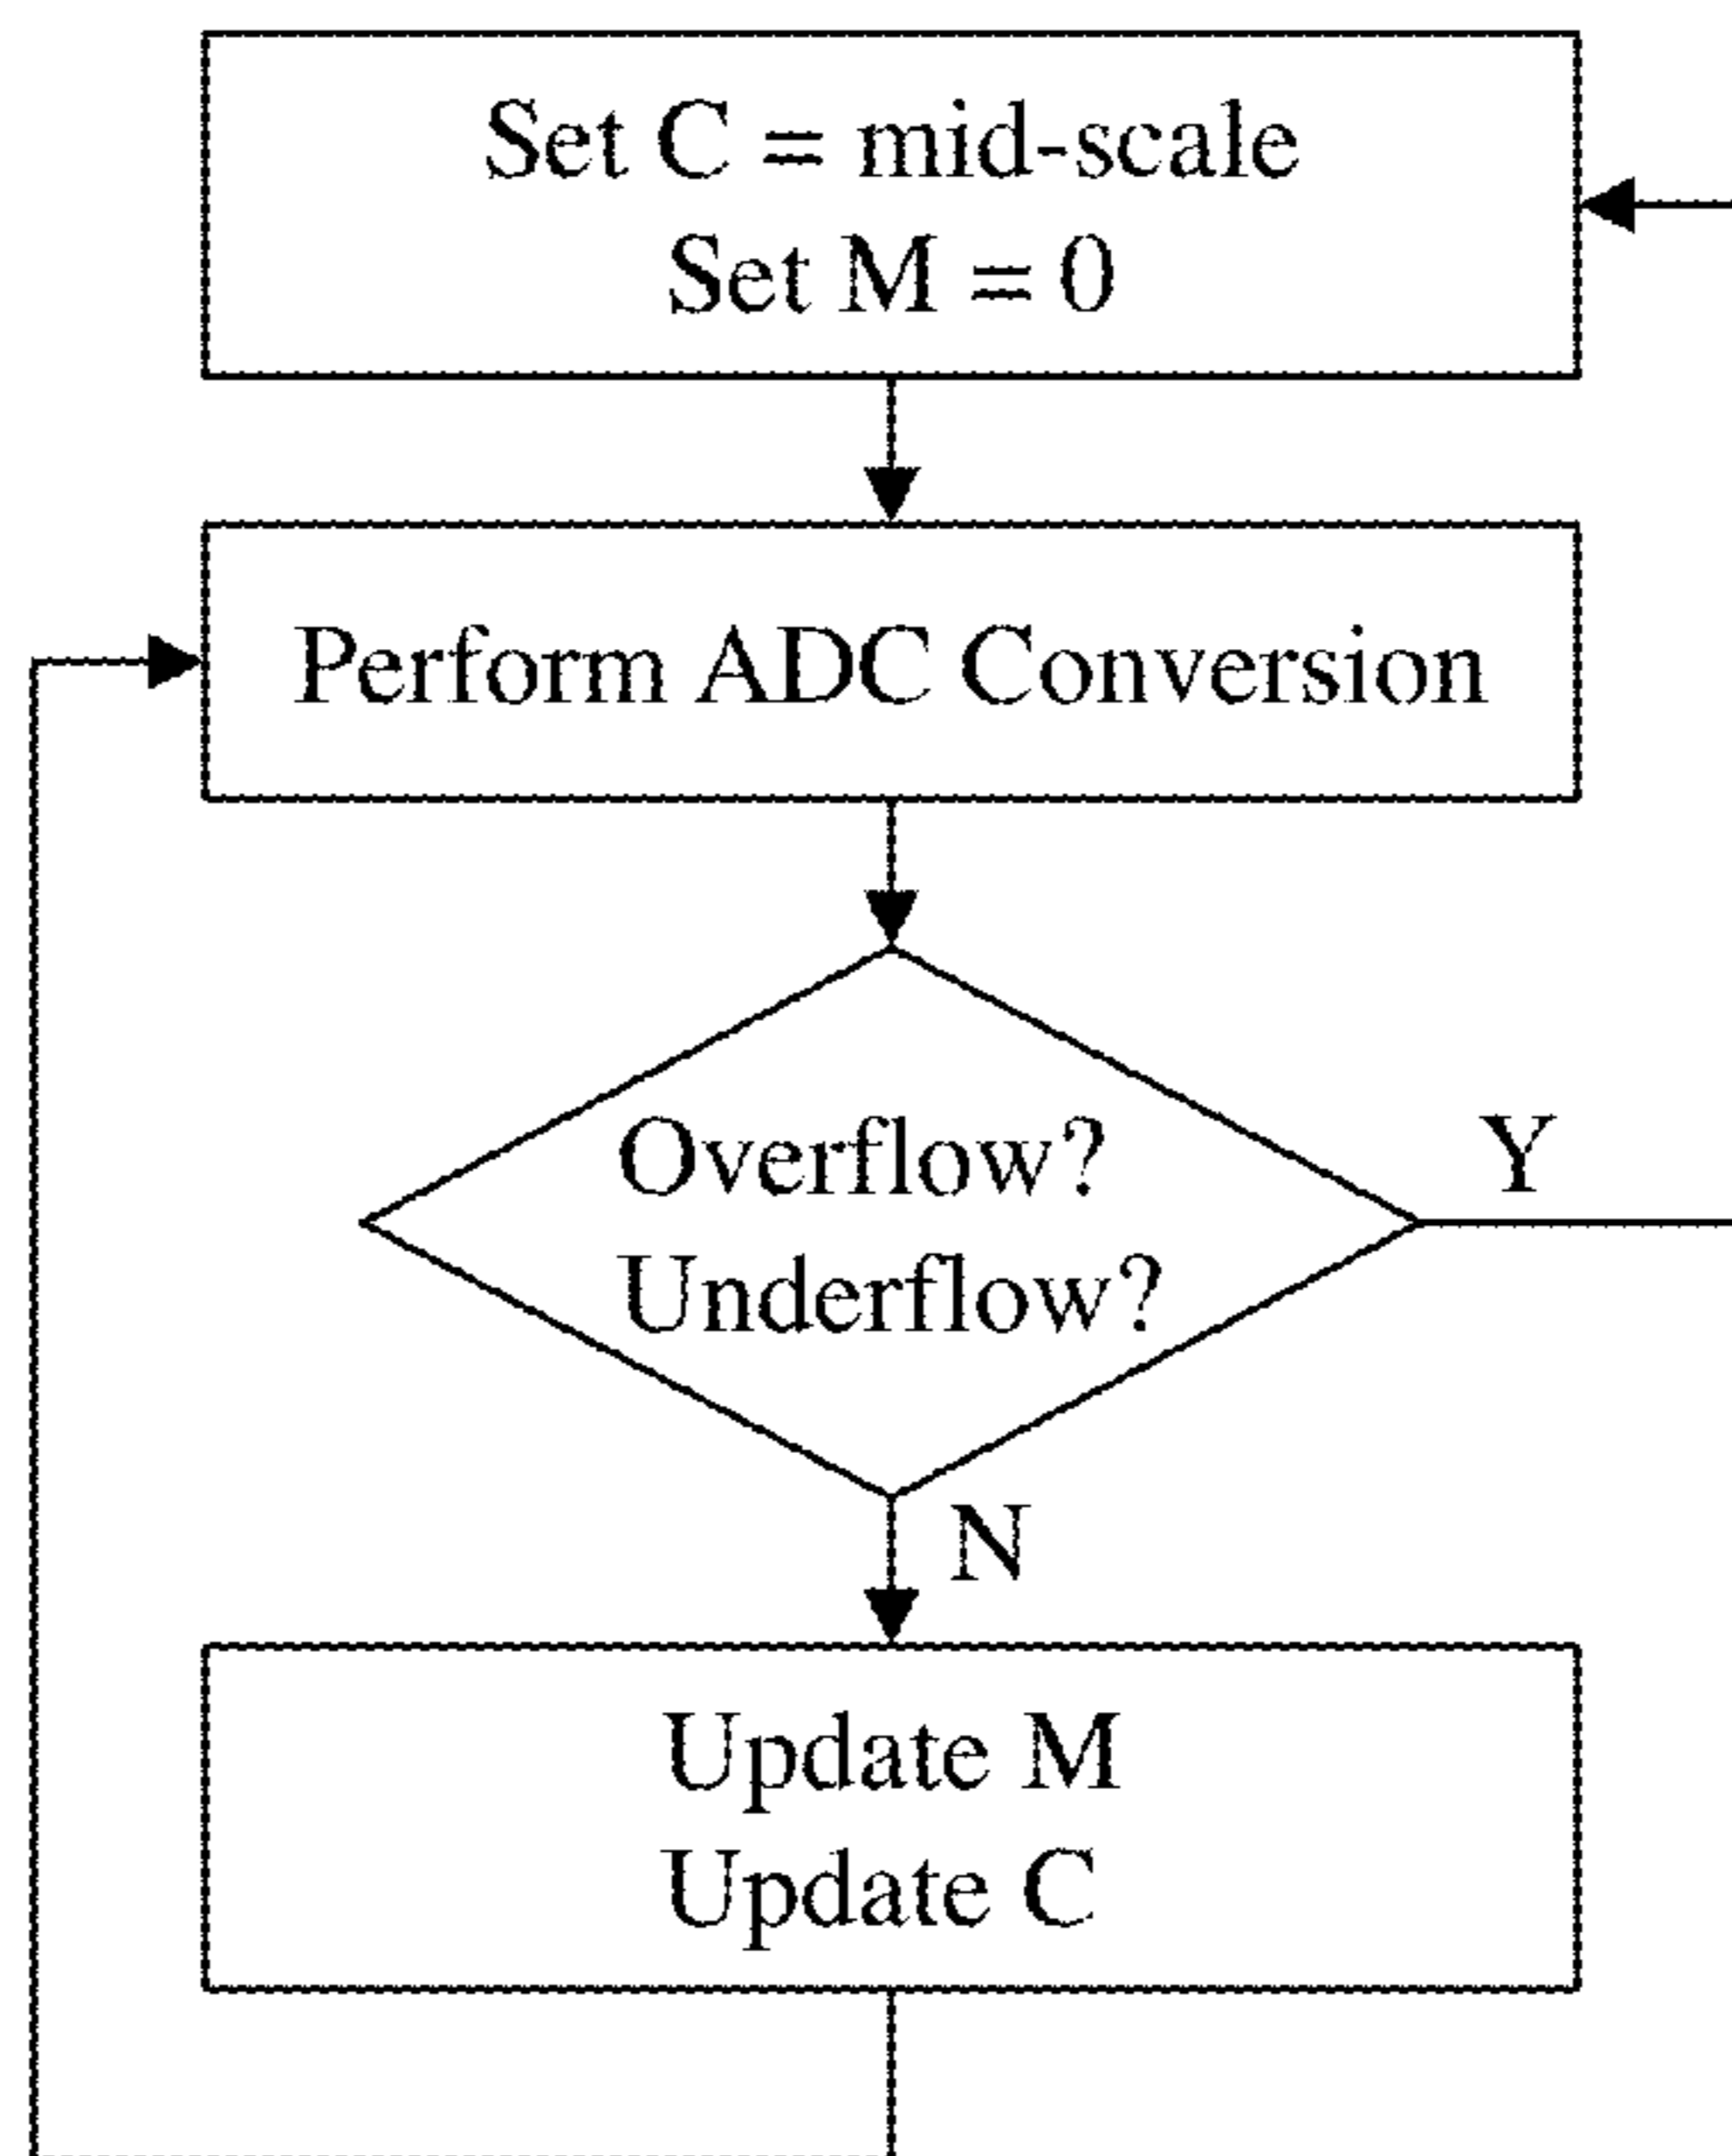 Set C = mid-scale
Set M = 0
Perform ADC Conversion
Overflow?
Underflow?
Y
N
Update M
Update C